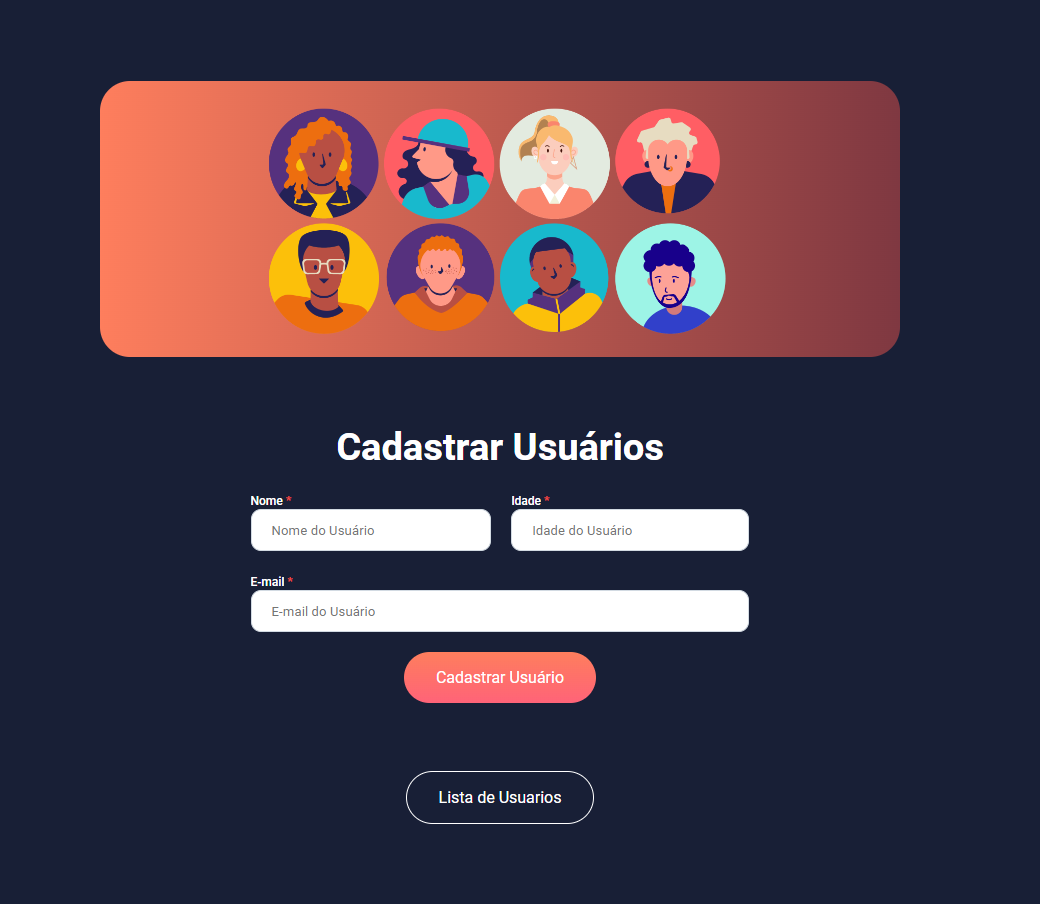 Cadastrar Usuários
Nome * Idade *
Nome do Usuário Idade do Usuário
E-mail *
E-mail do Usuário
Cadastrar Usuário
Lista de Usuarios